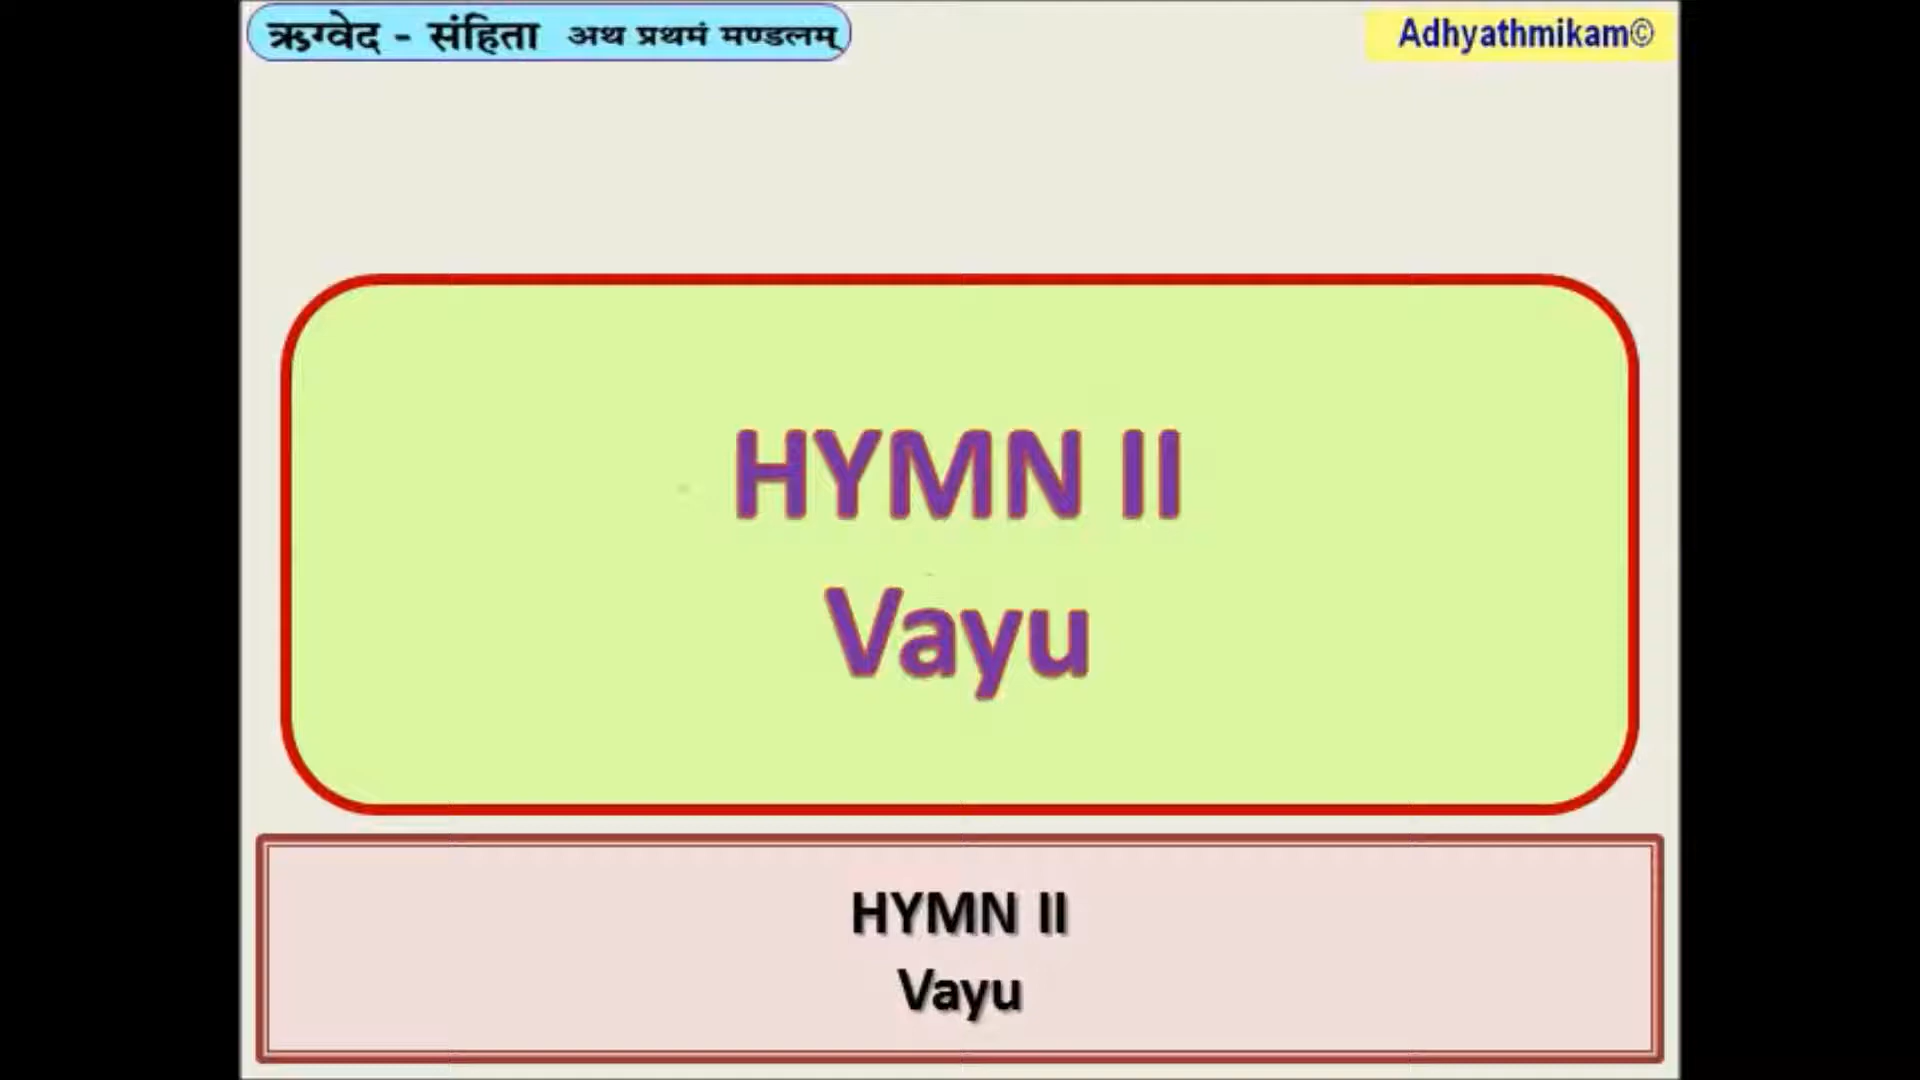 ऋग्वेद - संहिता अथ प्रथमं मण्डलम्
Adhyathmikam©
HYMN II
Vayu
HYMN II
Vayu